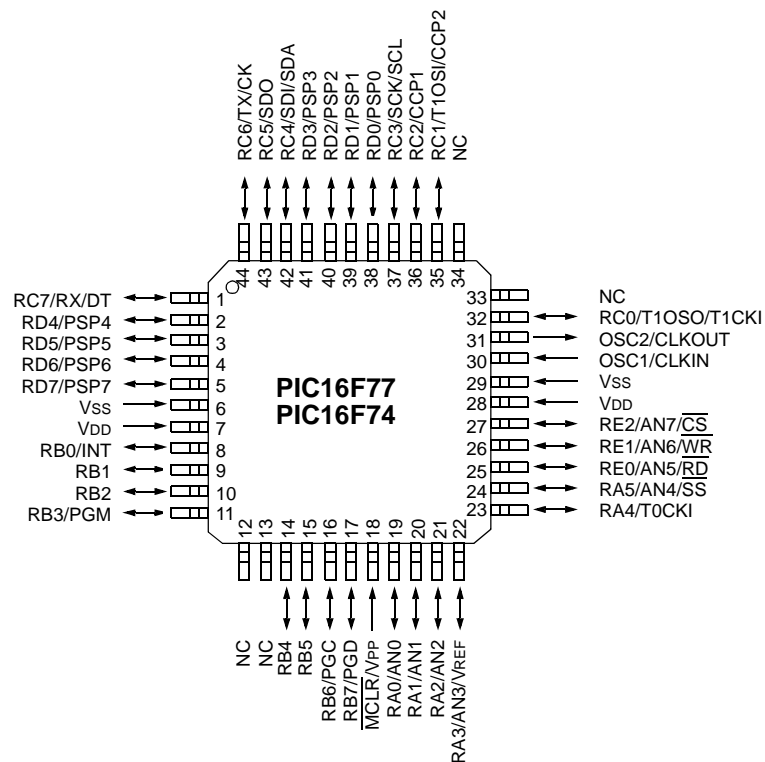 RC6/TX/CK
RC5/SDO
RC4/SDI/SDA
RD3/PSP3
RD2/PSP2
RD1/PSP1
RD0/PSP0
RC3/SCK/SCL
RC2/CCP1
RC1/T1OSI/CCP2
NC
44
43
42
41
40
39
38
37
36
35
34
RC7/RX/DT 1
RD4/PSP4 2
RD5/PSP5 3
RD6/PSP6 4
RD7/PSP7 5
VSS 6
VDD 7
RB0/INT 8
RB1 9
RB2 10
RB3/PGM 11
PIC16F77
PIC16F74
33 NC
32 RC0/T1OSO/T1CKI
31 OSC2/CLKOUT
30 OSC1/CLKIN
29 VSS
28 VDD
27 RE2/AN7/CS
26 RE1/AN6/WR
25 RE0/AN5/RD
24 RA5/AN4/SS
23 RA4/T0CKI
12
13
14
15
16
17
18
19
20
21
22
NC
NC
RB4
RB5
RB6/PGC
RB7/PGD
MCLR/VPP
RA0/AN0
RA1/AN1
RA2/AN2
RA3/AN3/VREF